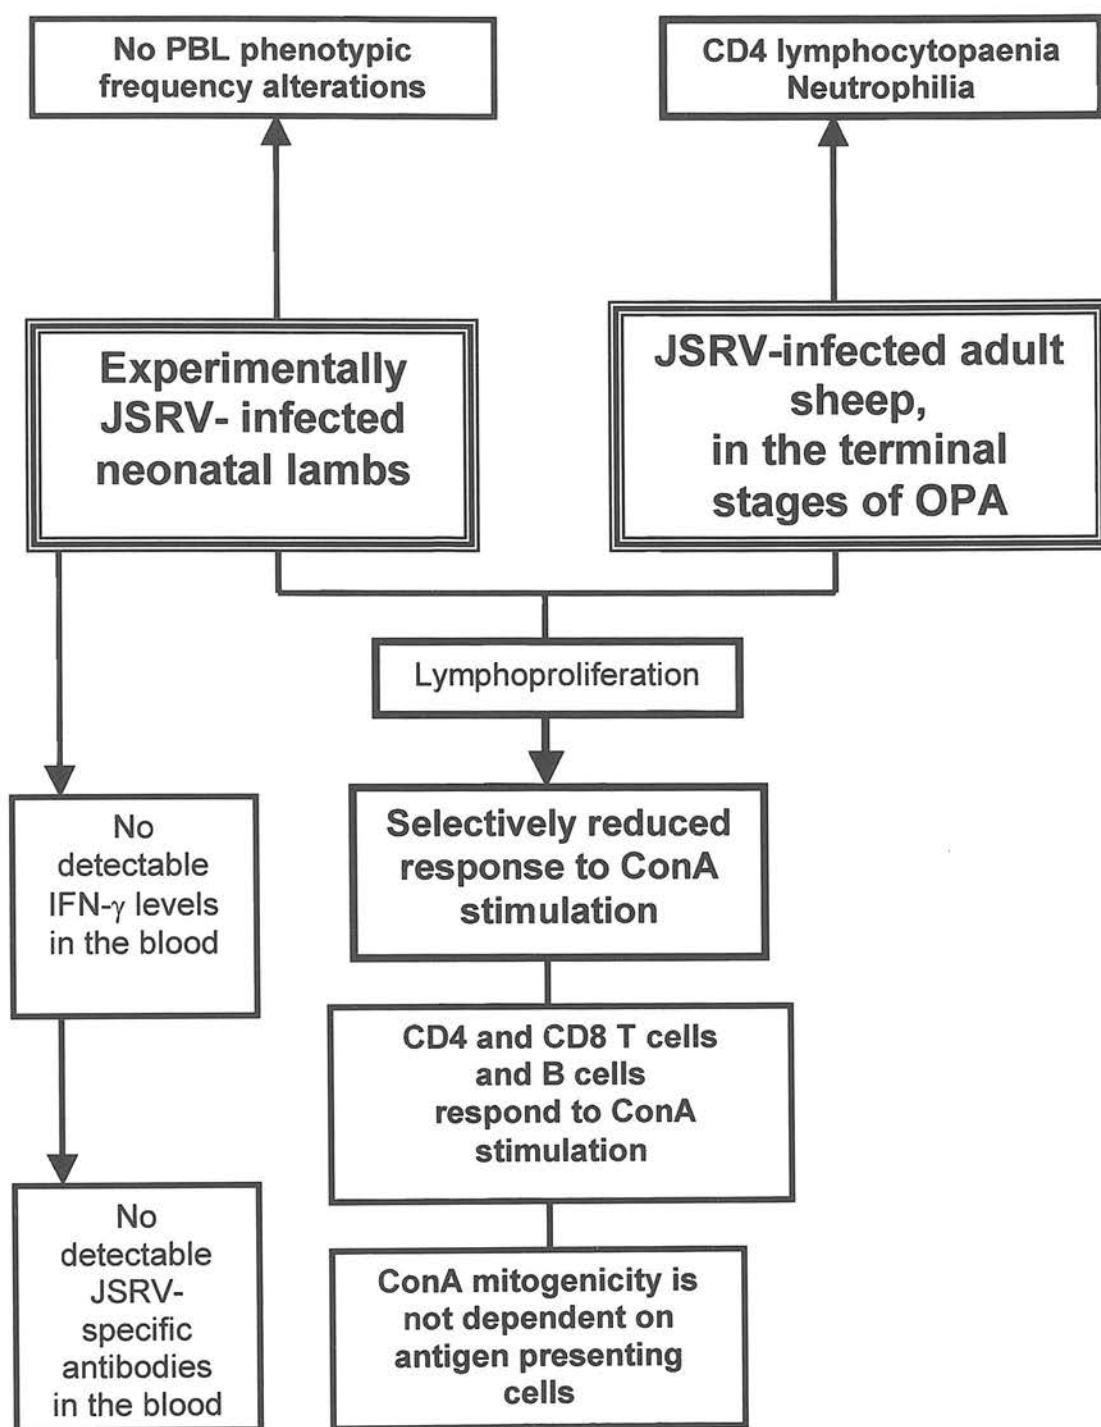 No PBL phenotypic
frequency alterations
CD4 lymphocytopaenia
Neutrophilia
Experimentally
JSRV- infected
neonatal lambs
JSRV-infected adult
sheep,
in the terminal
stages of OPA
Lymphoproliferation
No
detectable
IFN-γ levels
in the blood
Selectively reduced
response to ConA
stimulation
CD4 and CD8 T cells
and B cells
respond to ConA
stimulation
No
detectable
JSRV-
specific
antibodies
in the blood
ConA mitogenicity is
not dependent on
antigen presenting
cells